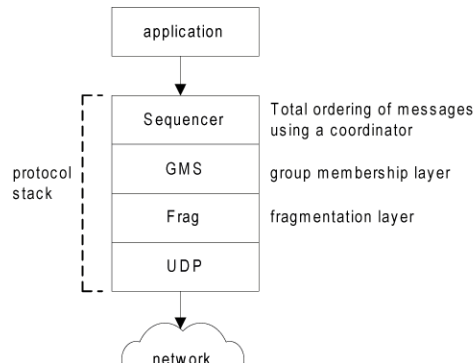 application
Sequencer
Total ordering of messages
using a coordinator
GMS
group membership layer
protocol
stack
Frag
fragmentation layer
UDP
network